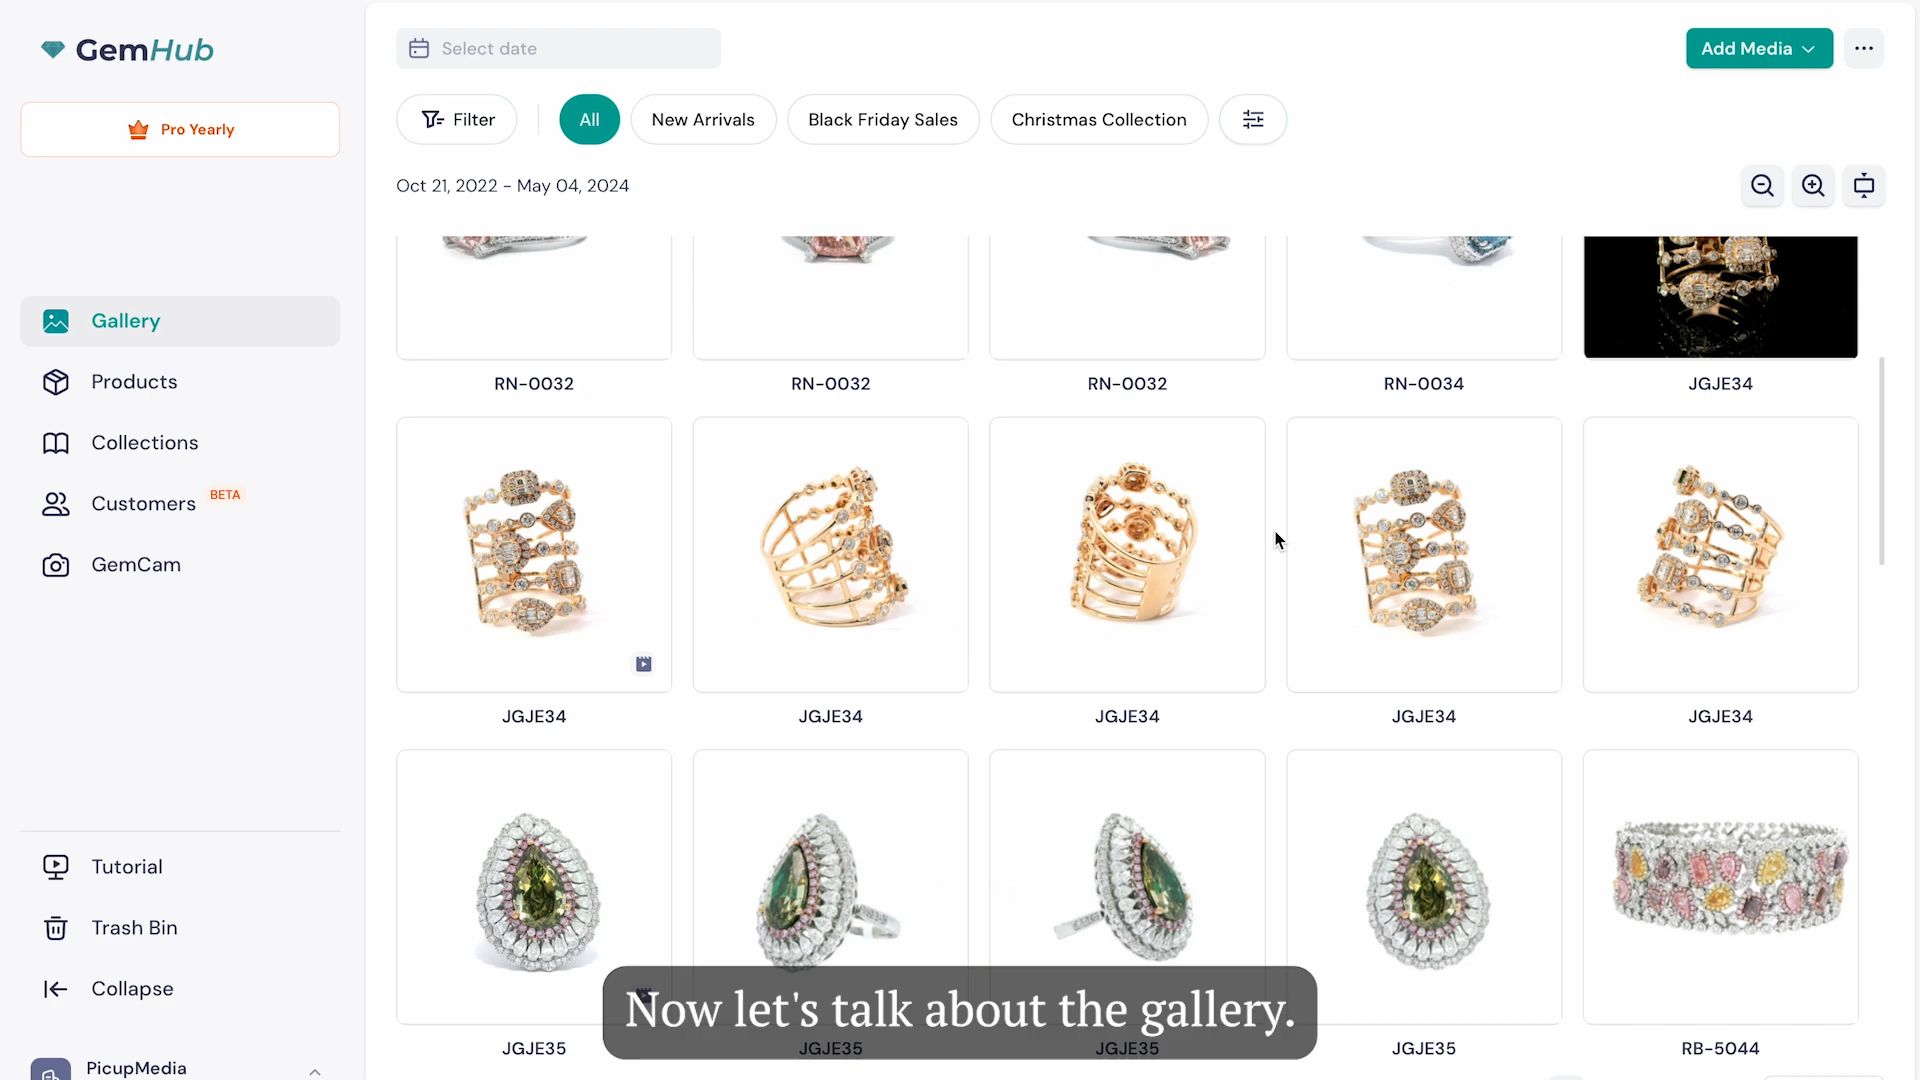 GemHub
Pro Yearly
Gallery
Products
Collections
Customers BETA
GemCam
Tutorial
Trash Bin
Collapse
PicupMedia
Select date
Add Media
Filter
All
New Arrivals
Black Friday Sales
Christmas Collection
Oct 21, 2022 - May 04, 2024
RN-0032
RN-0032
RN-0032
RN-0034
JGJE34
JGJE34
JGJE34
JGJE34
JGJE34
JGJE34
Now let's talk about the gallery.
JGJE35
JGJE35
JGJE35
JGJE35
RB-5044